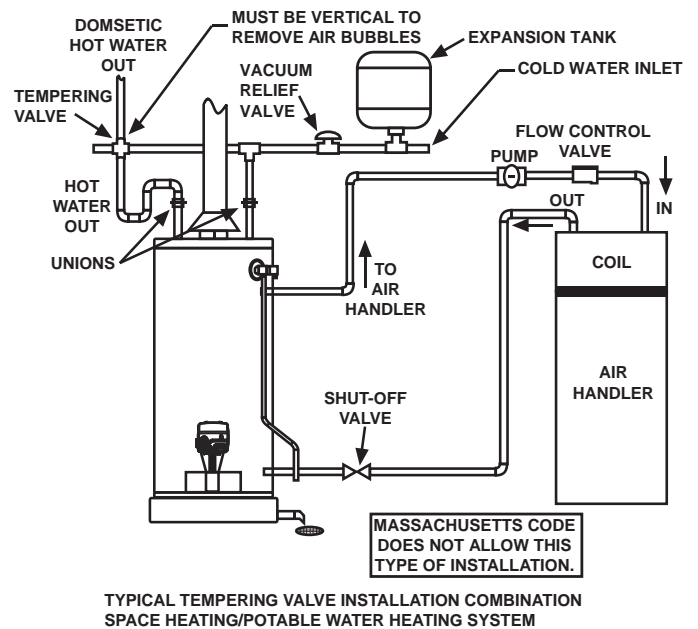 DOMSETIC
HOT WATER
OUT
MUST BE VERTICAL TO
REMOVE AIR BUBBLES
EXPANSION TANK
TEMPERING
VALVE
VACUUM
RELIEF
VALVE
COLD WATER INLET
FLOW CONTROL
VALVE
PUMP
HOT
WATER
OUT
OUT
IN
UNIONS
TO
AIR
HANDLER
COIL
AIR
HANDLER
SHUT-OFF
VALVE
MASSACHUSETTS CODE
DOES NOT ALLOW THIS
TYPE OF INSTALLATION.
TYPICAL TEMPERING VALVE INSTALLATION COMBINATION
SPACE HEATING/POTABLE WATER HEATING SYSTEM